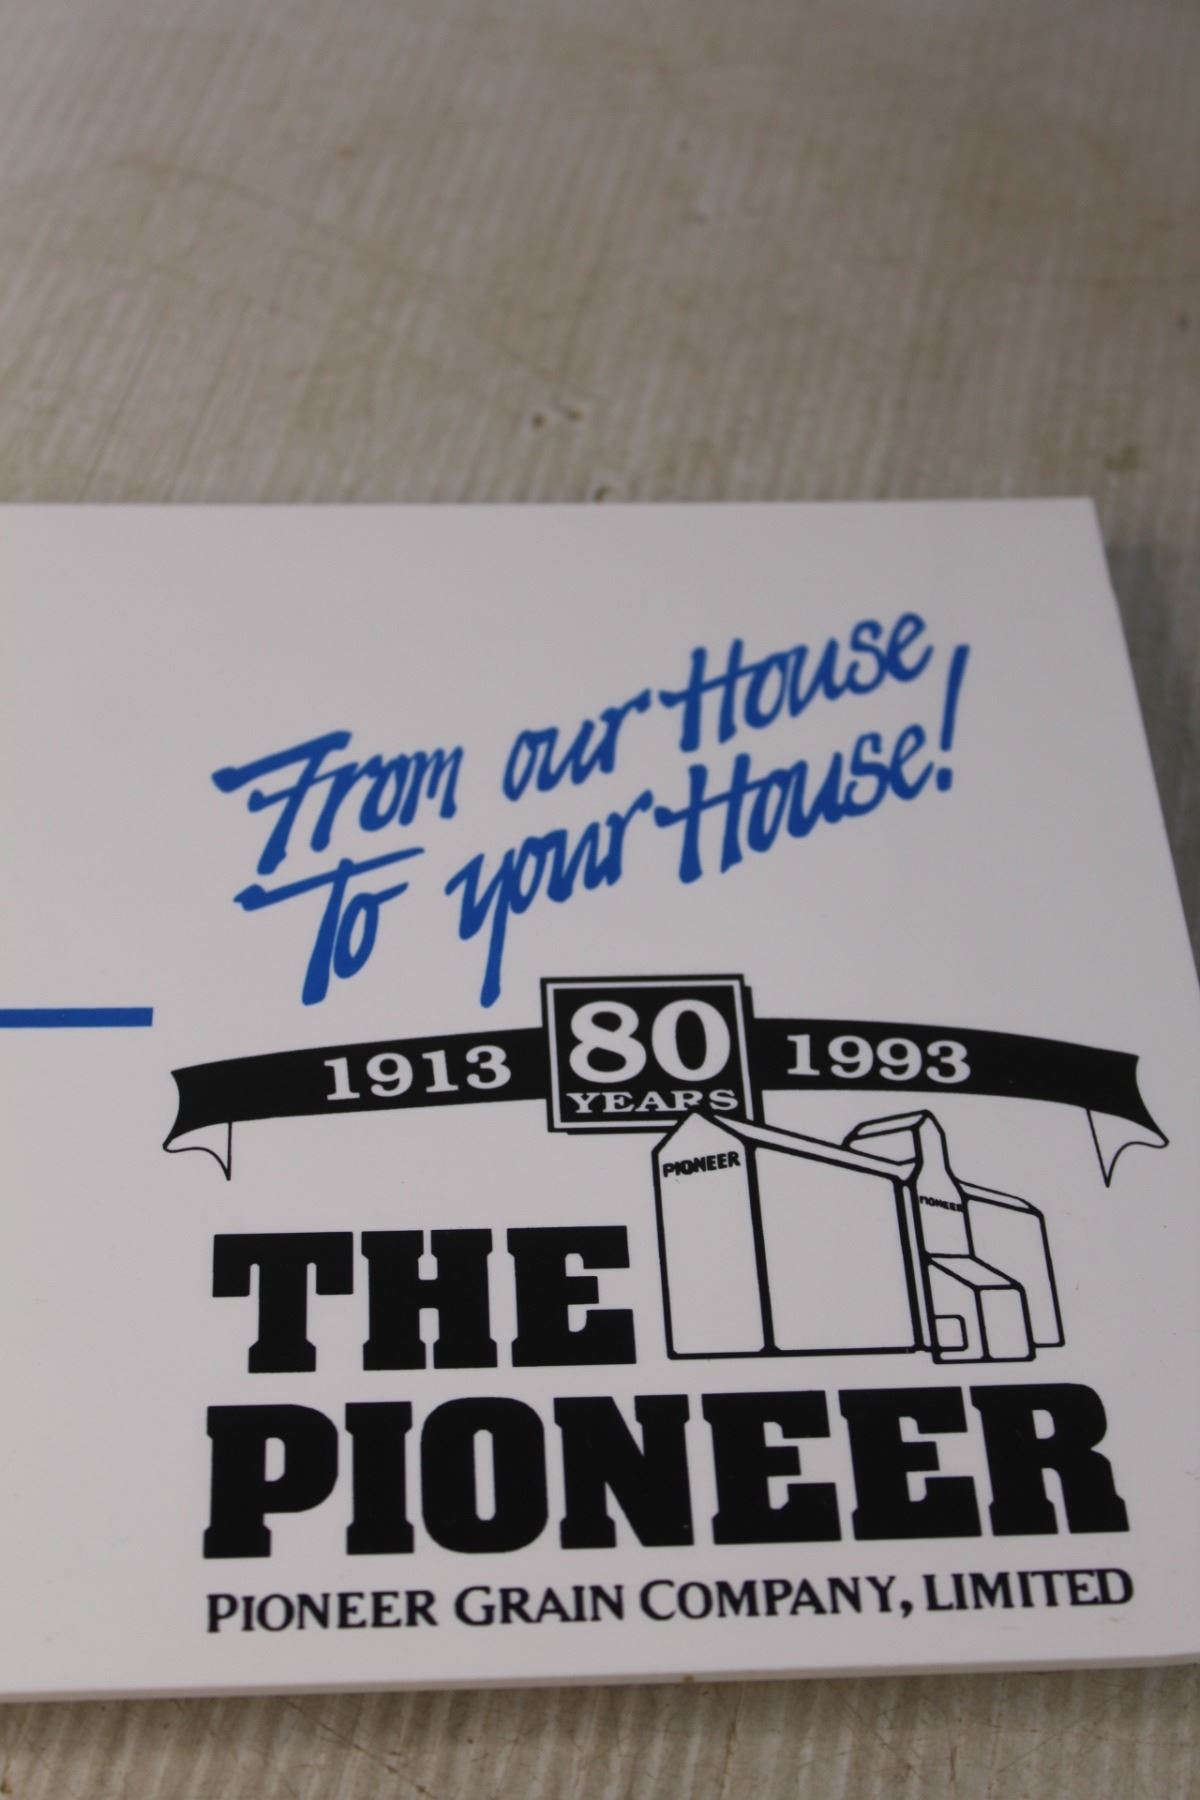 From our House
To your House!
1913 80 YEARS 1993
PIONEER
PIONEER
THE
PIONEER
PIONEER GRAIN COMPANY, LIMITED